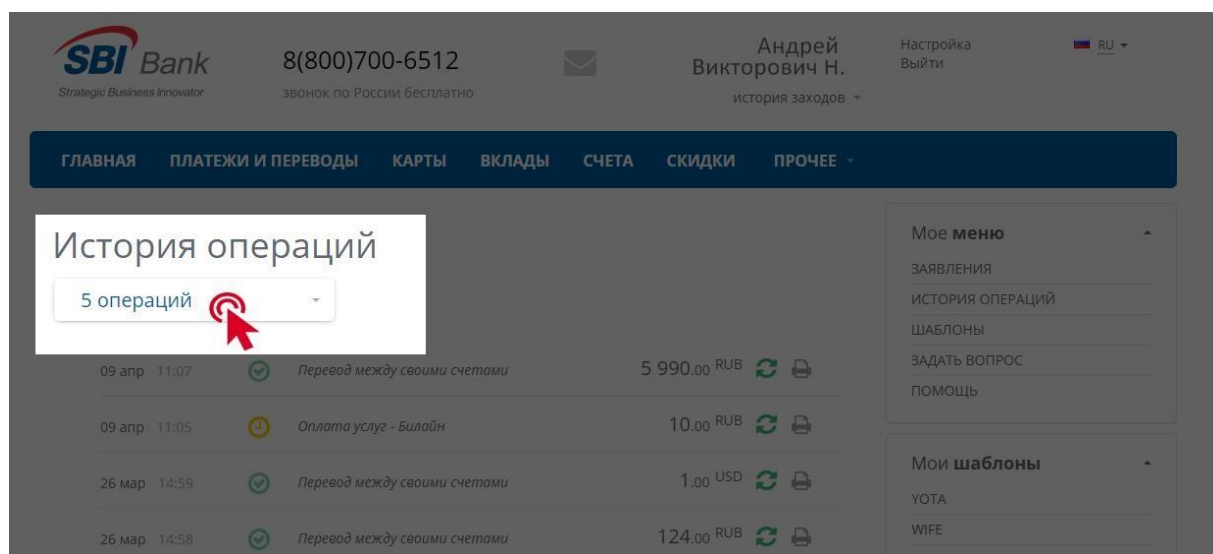 SBI Bank
Strategic Business Innovator
8(800)700-6512
звонок по России бесплатно
Андрей
Викторович Н.
история заходов
Настройка
Выйти
RU
ГЛАВНАЯ ПЛАТЕЖИ И ПЕРЕВОДЫ КАРТЫ ВКЛАДЫ СЧЕТА СКИДКИ ПРОЧЕЕ
История операций
5 операций
09 апр 11:07 Перевод между своими счетами 5 990.00 RUB
09 апр 11:05 Оплата услуг - Билайн 10.00 RUB
26 мар 14:59 Перевод между своими счетами 1.00 USD
26 мар 14:58 Перевод между своими счетами 124.00 RUB
Мое меню
ЗАЯВЛЕНИЯ
ИСТОРИЯ ОПЕРАЦИЙ
ШАБЛОНЫ
ЗАДАТЬ ВОПРОС
ПОМОЩЬ
Мои шаблоны
YOTA
WIFE